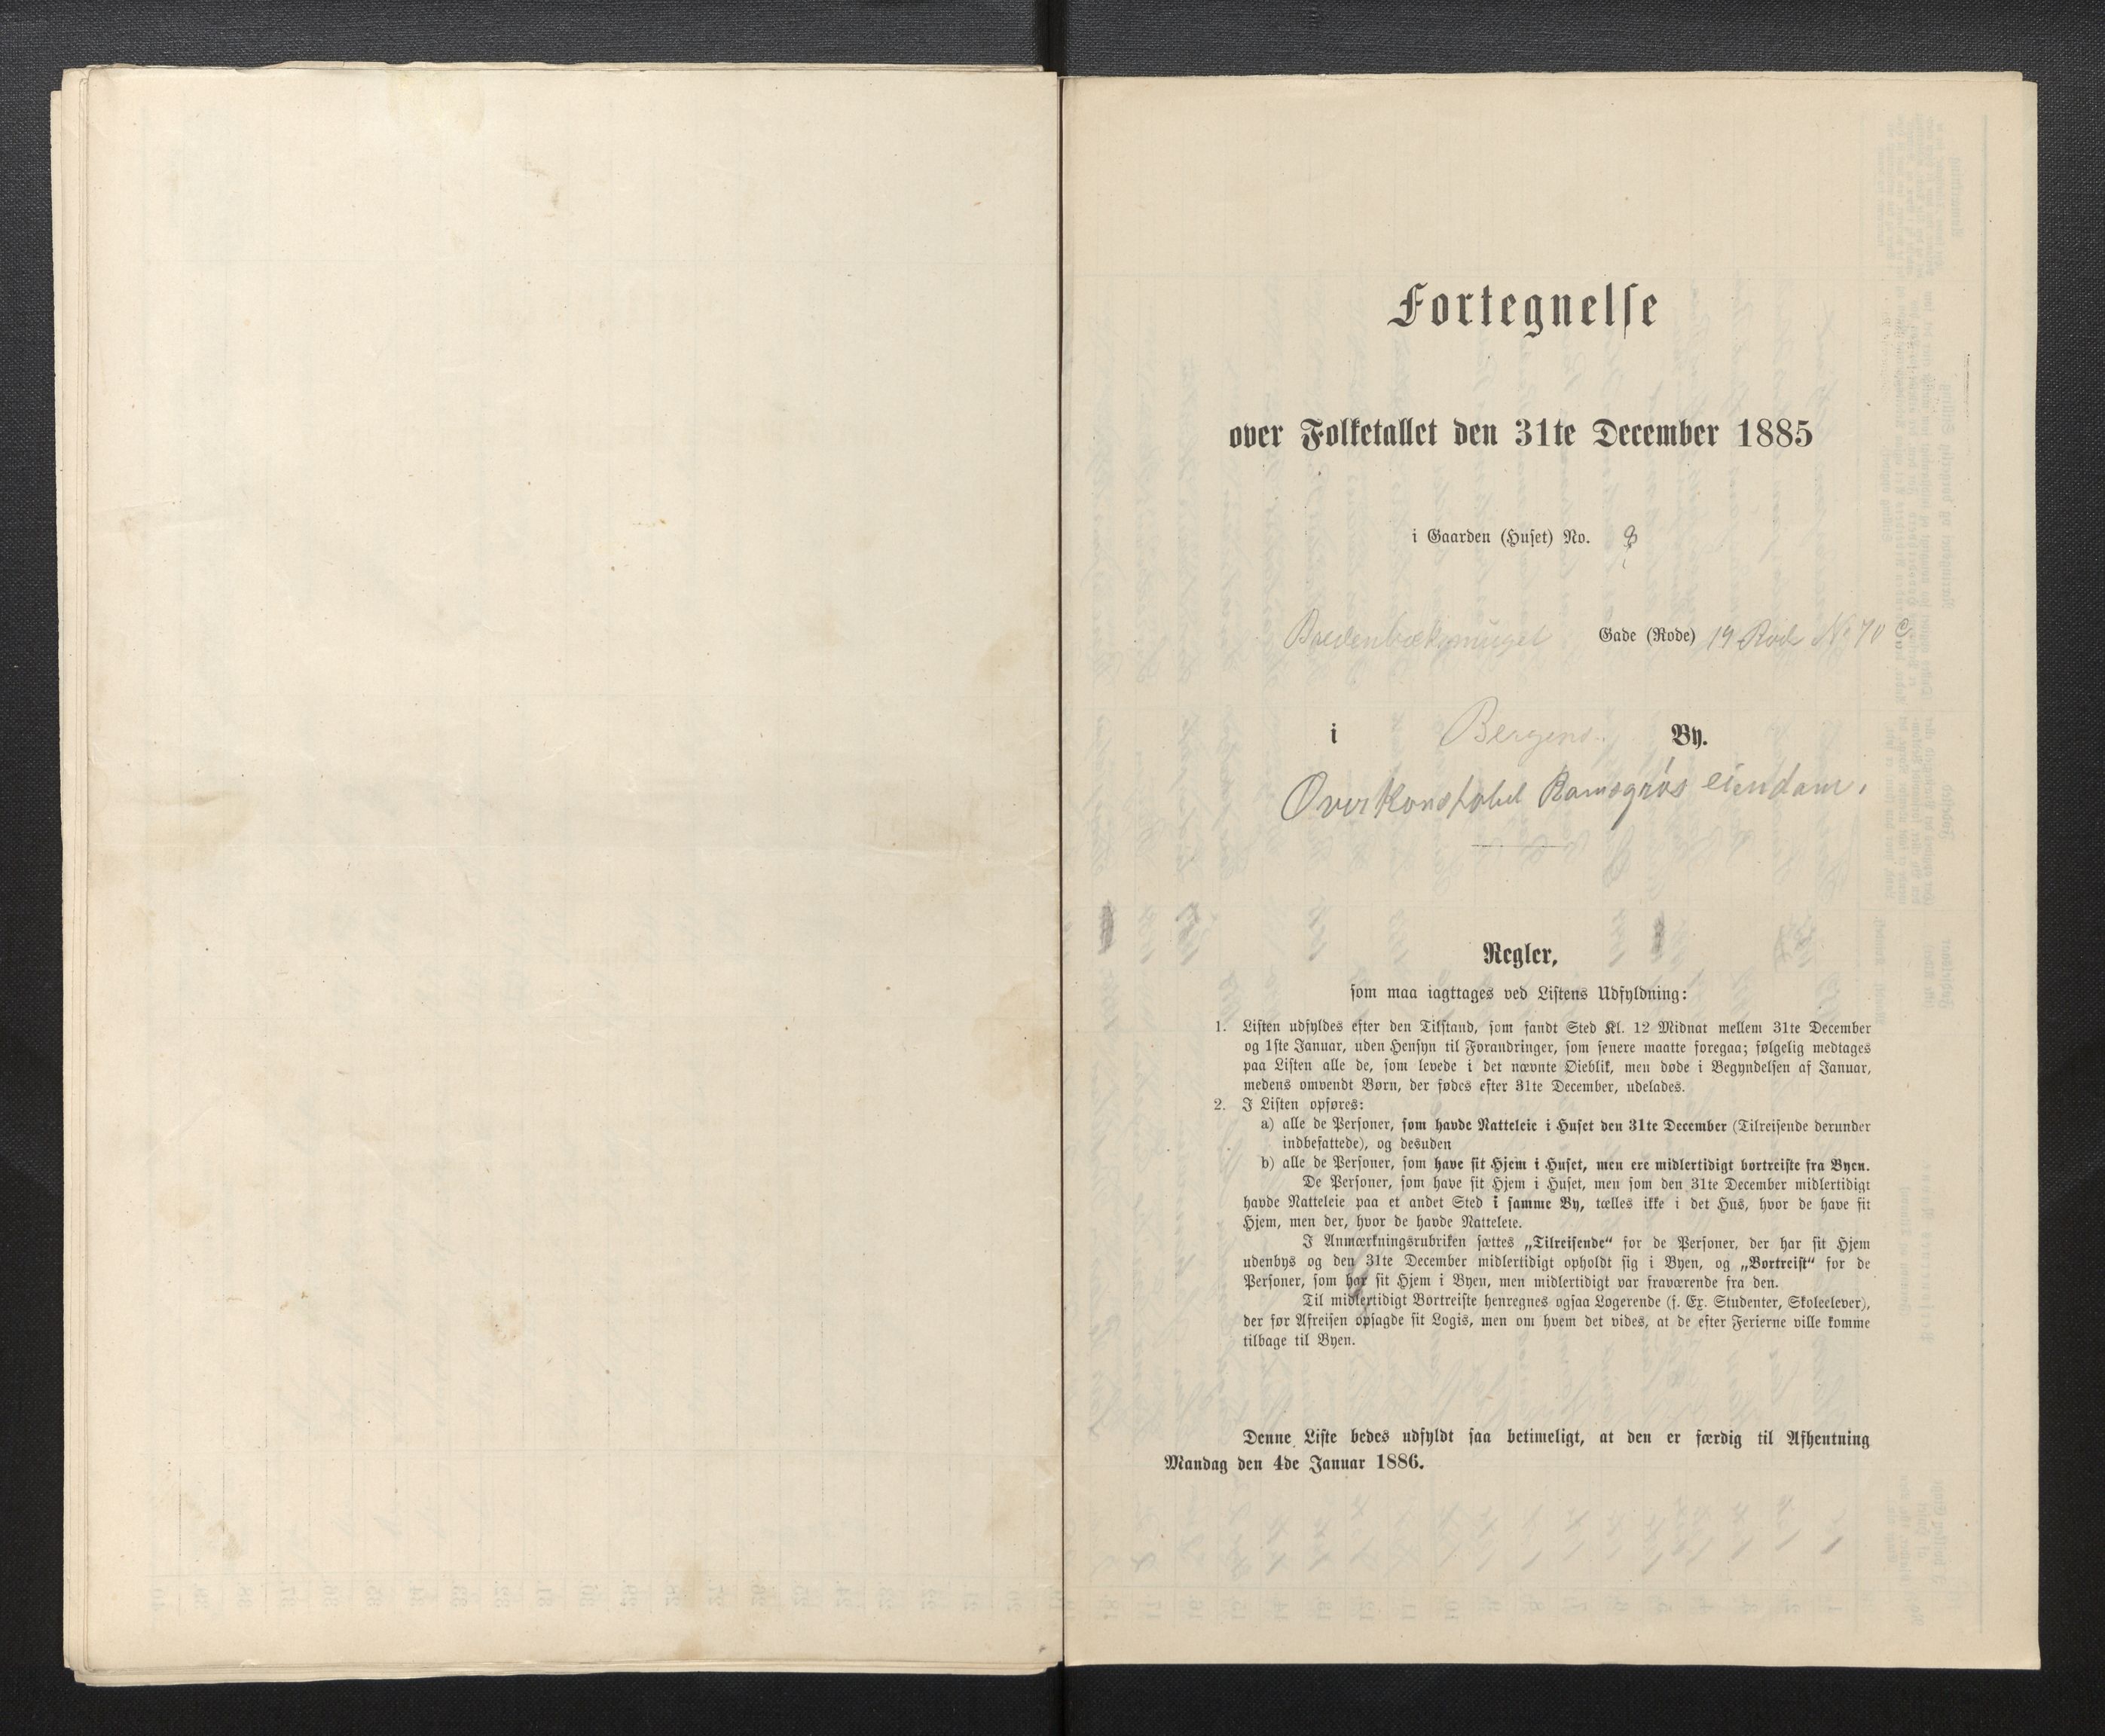 Fortegnelse
over Folketallet den 31te December 1885
i Gaarden (Huset) No. 8
Gade (Rode) 19 Rode No 70 C
i Bergens By.
Overkonstabel Ramsgrøs eiendom.
Regler,
som maa iagttages ved Listens Udfyldning:
1. Listen udfyldes efter den Tilstand, som fandt Sted Kl. 12 Midnat mellem 31te December
og 1ste Januar, uden Hensyn til Forandringer, som senere maatte foregaa; følgelig medtages
paa Listen alle de, som levede i det nævnte Øieblik, men døde i Begyndelsen af Januar,
medens omvendt Børn, der fødes efter 31te December, udelades.
2. I Listen opføres:
a) alle de Personer, som havde Natteleie i Huset den 31te December (Tilreisende derunder
indbefattede), og desuden
b) alle de Personer, som have sit Hjem i Huset, men ere midlertidigt bortreiste fra Byen.
De Personer, som have sit Hjem i Huset, men som den 31te December midlertidigt
havde Natteleie paa et andet Sted i samme By, tælles ikke i det Hus, hvor de have sit
Hjem, men der, hvor de havde Natteleie.
I Anmærkningsrubriken sættes „Tilreisende“ for de Personer, der har sit Hjem
udenbys og den 31te December midlertidigt opholdt sig i Byen, og „Bortreist“ for de
Personer, som har sit Hjem i Byen, men midlertidigt var fraværende fra den.
Til midlertidigt Bortreiste henregnes ogsaa Logerende (f. Ex. Studenter, Skoleelever),
der før Afreisen opsagde sit Logis, men om hvem det vides, at de efter Ferierne ville komme
tilbage til Byen.
Denne Liste bedes udfyldt saa betimeligt, at den er færdig til Afhentning
Mandag den 4de Januar 1886.